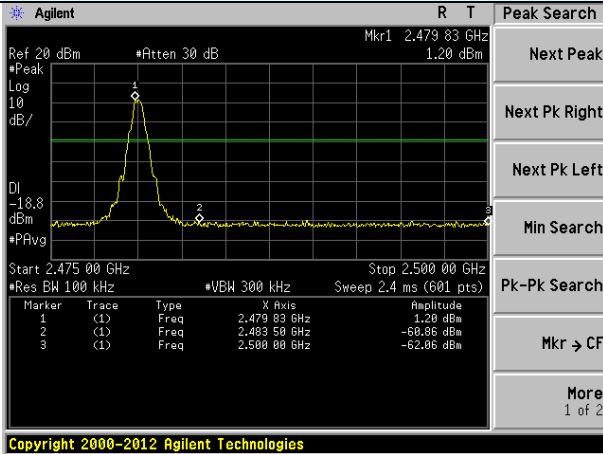 Agilent R T
Peak Search
Mkr1 2.479 83 GHz
Ref 20 dBm #Atten 30 dB 1.20 dBm
#Peak
Log
10
dB/
1
DI
-18.8
dBm
#PAvg
2
3
Start 2.475 00 GHz Stop 2.500 00 GHz
#Res BW 100 kHz #VBW 300 kHz Sweep 2.4 ms (601 pts)
Marker Trace Type X Axis Amplitude
1 (1) Freq 2.479 83 GHz 1.20 dBm
2 (1) Freq 2.483 50 GHz -60.86 dBm
3 (1) Freq 2.500 00 GHz -62.06 dBm
Next Peak
Next Pk Right
Next Pk Left
Min Search
Pk-Pk Search
Mkr → CF
More
1 of 2
Copyright 2000-2012 Agilent Technologies